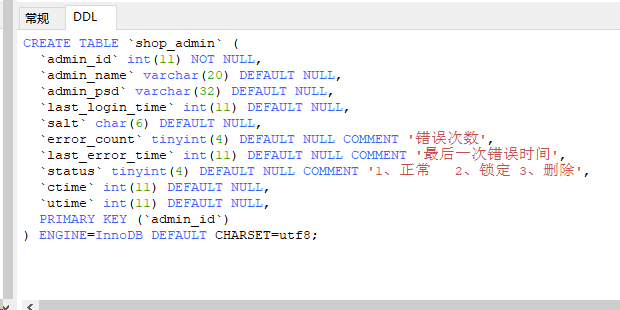 常规 DDL
CREATE TABLE `shop_admin` (
`admin_id` int(11) NOT NULL,
`admin_name` varchar(20) DEFAULT NULL,
`admin_psd` varchar(32) DEFAULT NULL,
`last_login_time` int(11) DEFAULT NULL,
`salt` char(6) DEFAULT NULL,
`error_count` tinyint(4) DEFAULT NULL COMMENT '错误次数',
`last_error_time` int(11) DEFAULT NULL COMMENT '最后一次错误时间',
`status` tinyint(4) DEFAULT NULL COMMENT '1、正常 2、锁定 3、删除',
`ctime` int(11) DEFAULT NULL,
`utime` int(11) DEFAULT NULL,
PRIMARY KEY (`admin_id`)
) ENGINE=InnoDB DEFAULT CHARSET=utf8;